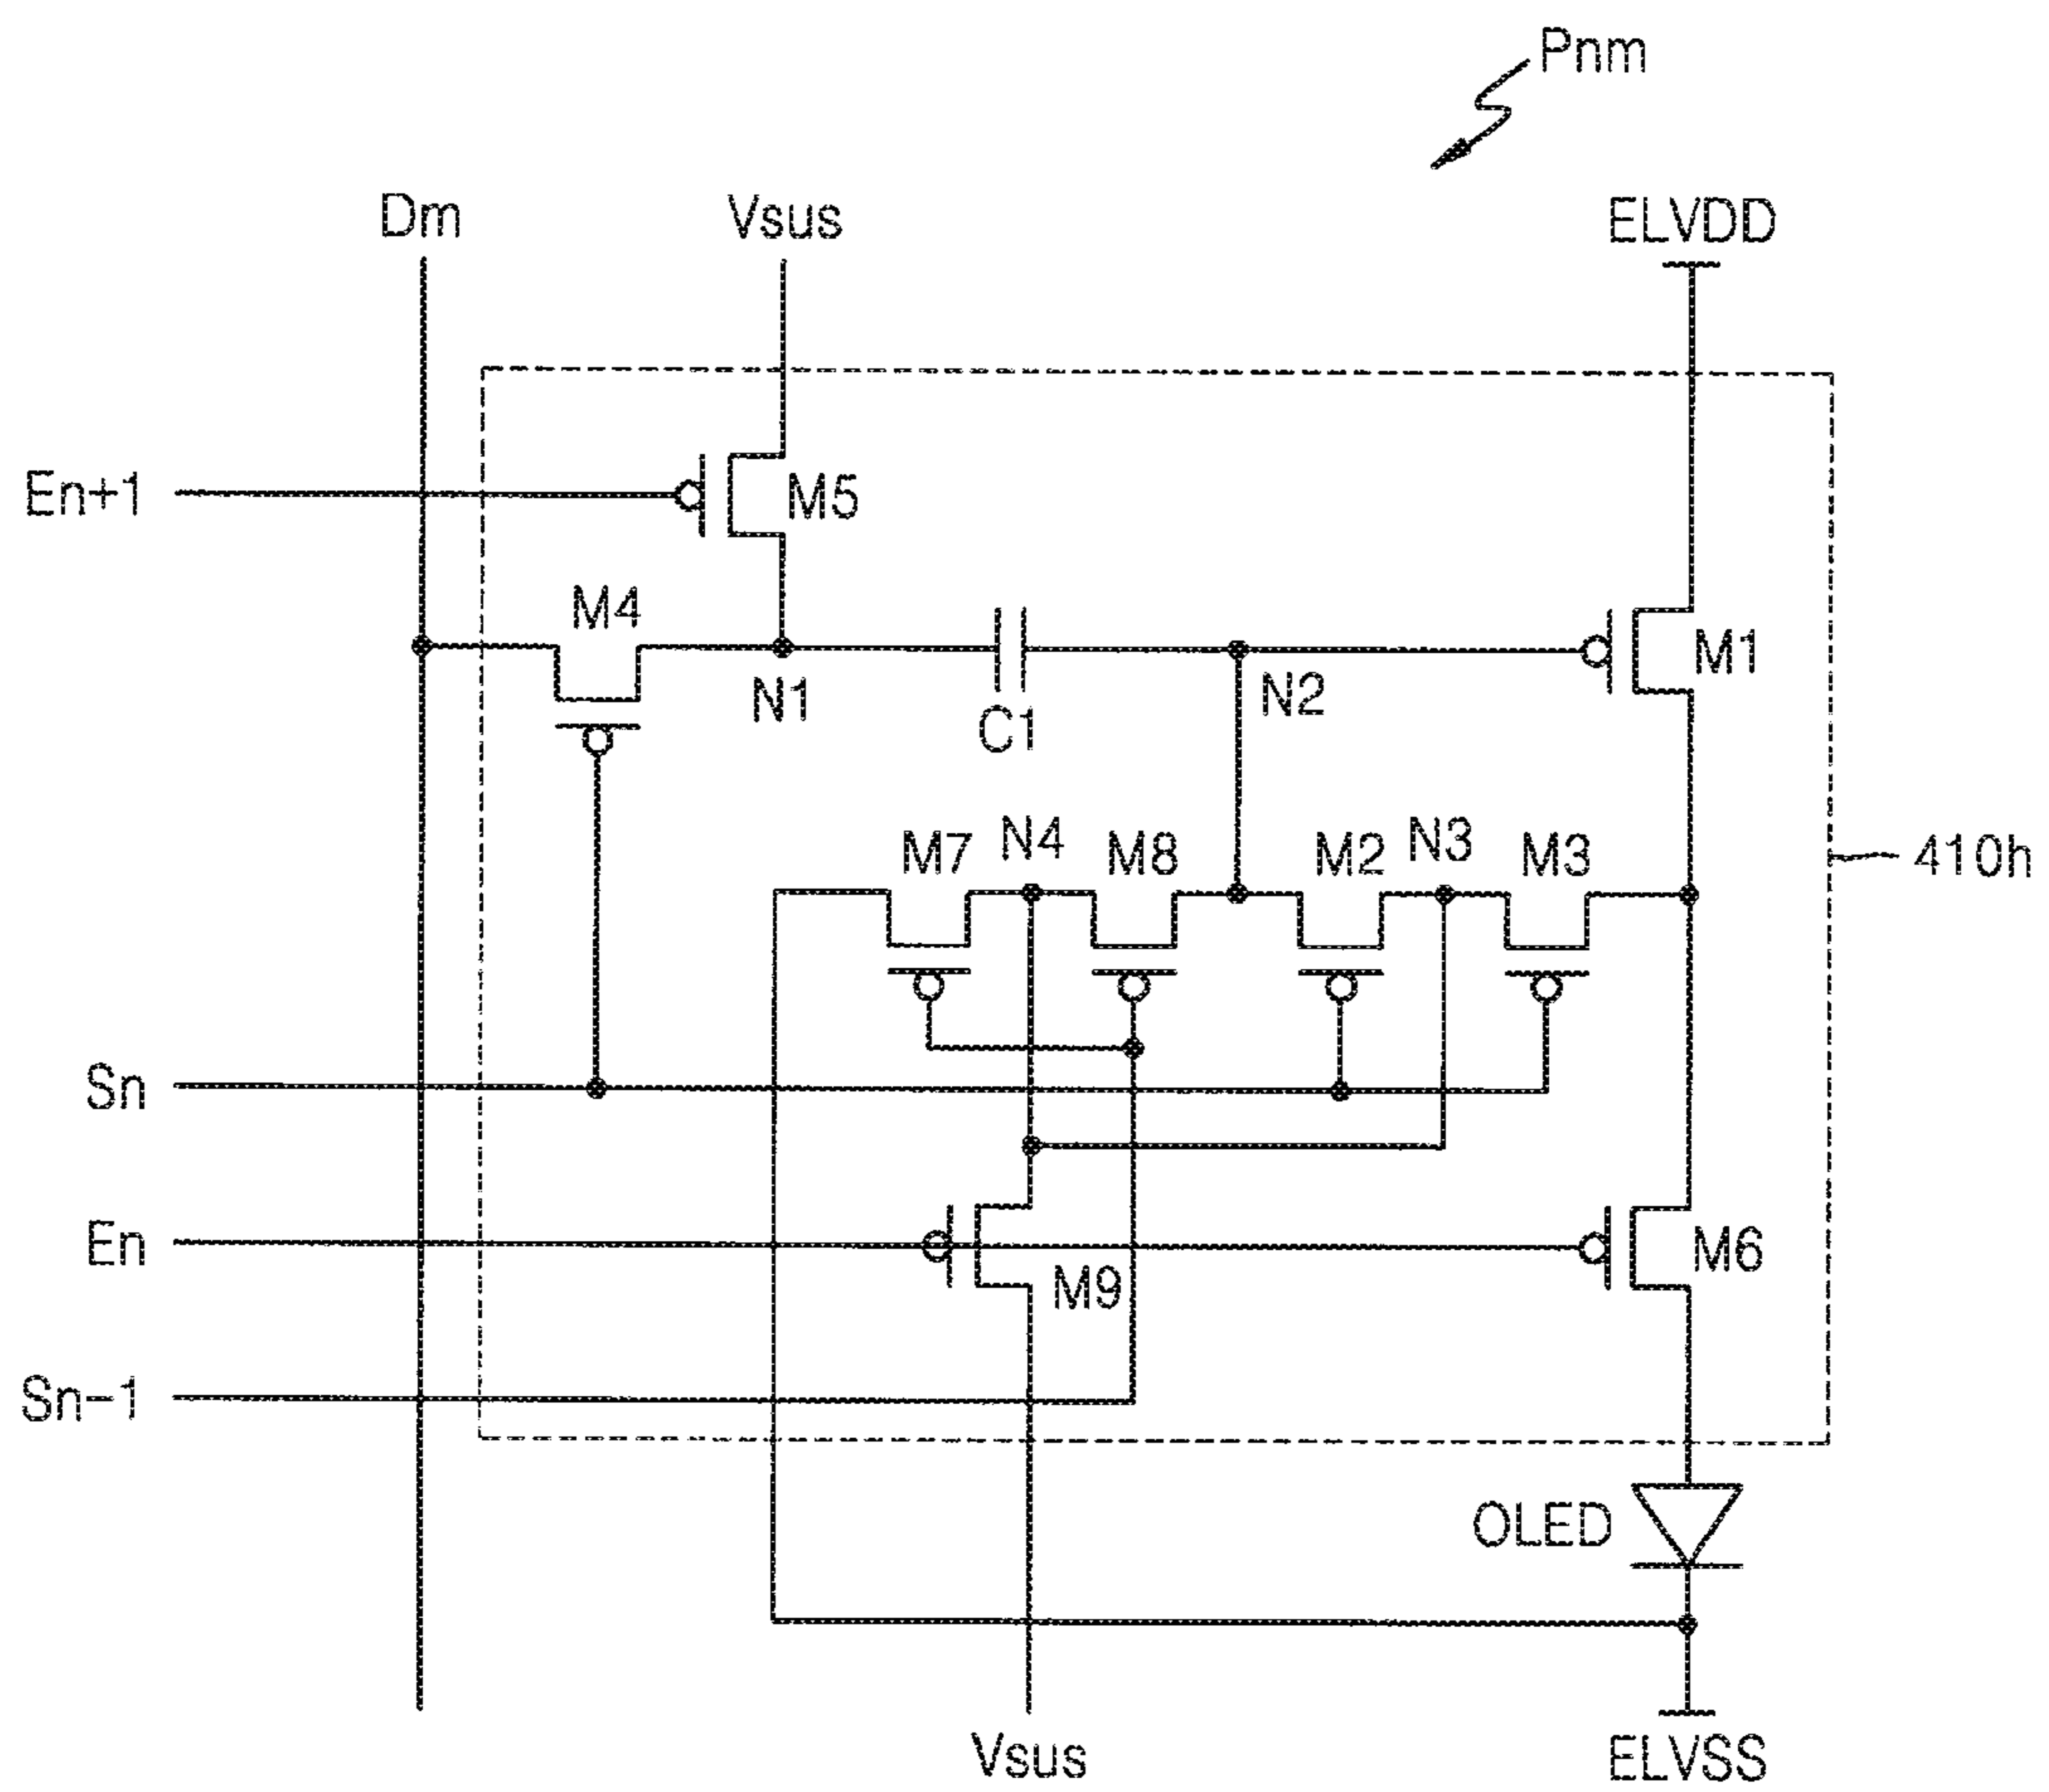 Pnm
Dm
Vsus
ELVDD
En+1
M5
M4
M1
N1
C1
N2
M7
N4
M8
M2
N3
M3
410h
Sn
En
M9
M6
Sn-1
OLED
Vsus
ELVSS